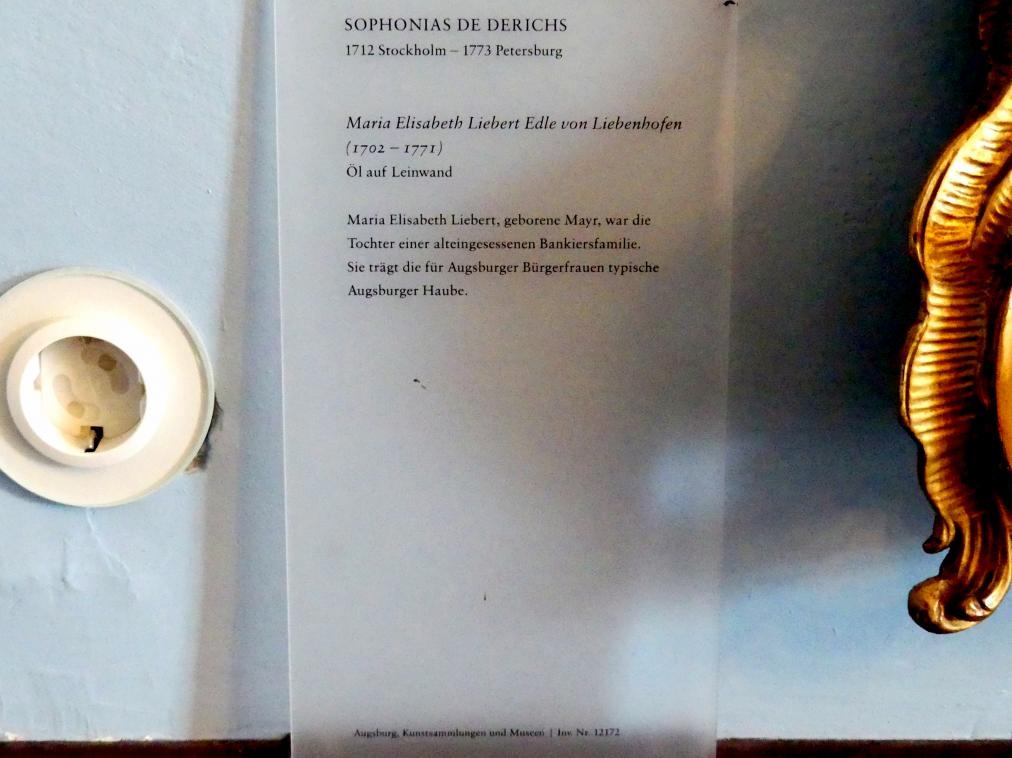 SOPHONIAS DE DERICHS
1712 Stockholm – 1773 Petersburg
Maria Elisabeth Liebert Edle von Liebenhofen
(1702 – 1771)
Öl auf Leinwand
Maria Elisabeth Liebert, geborene Mayr, war die
Tochter einer alteingesessenen Bankiersfamilie.
Sie trägt die für Augsburger Bürgerfrauen typische
Augsburger Haube.
Augsburg, Kunstsammlungen und Museen | Inv. Nr. 12172